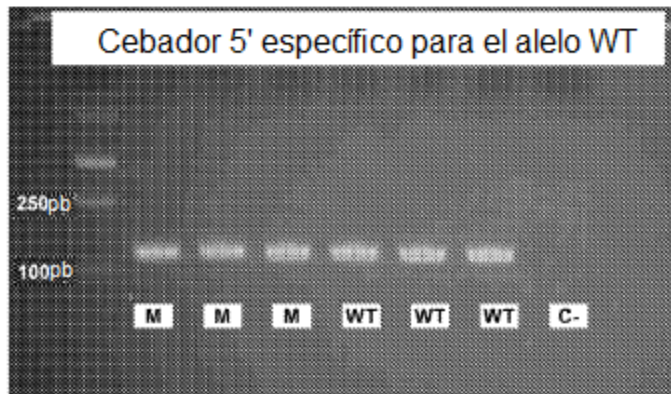 Cebador 5' específico para el alelo WT
250pb
100pb
M M M WT WT WT C-